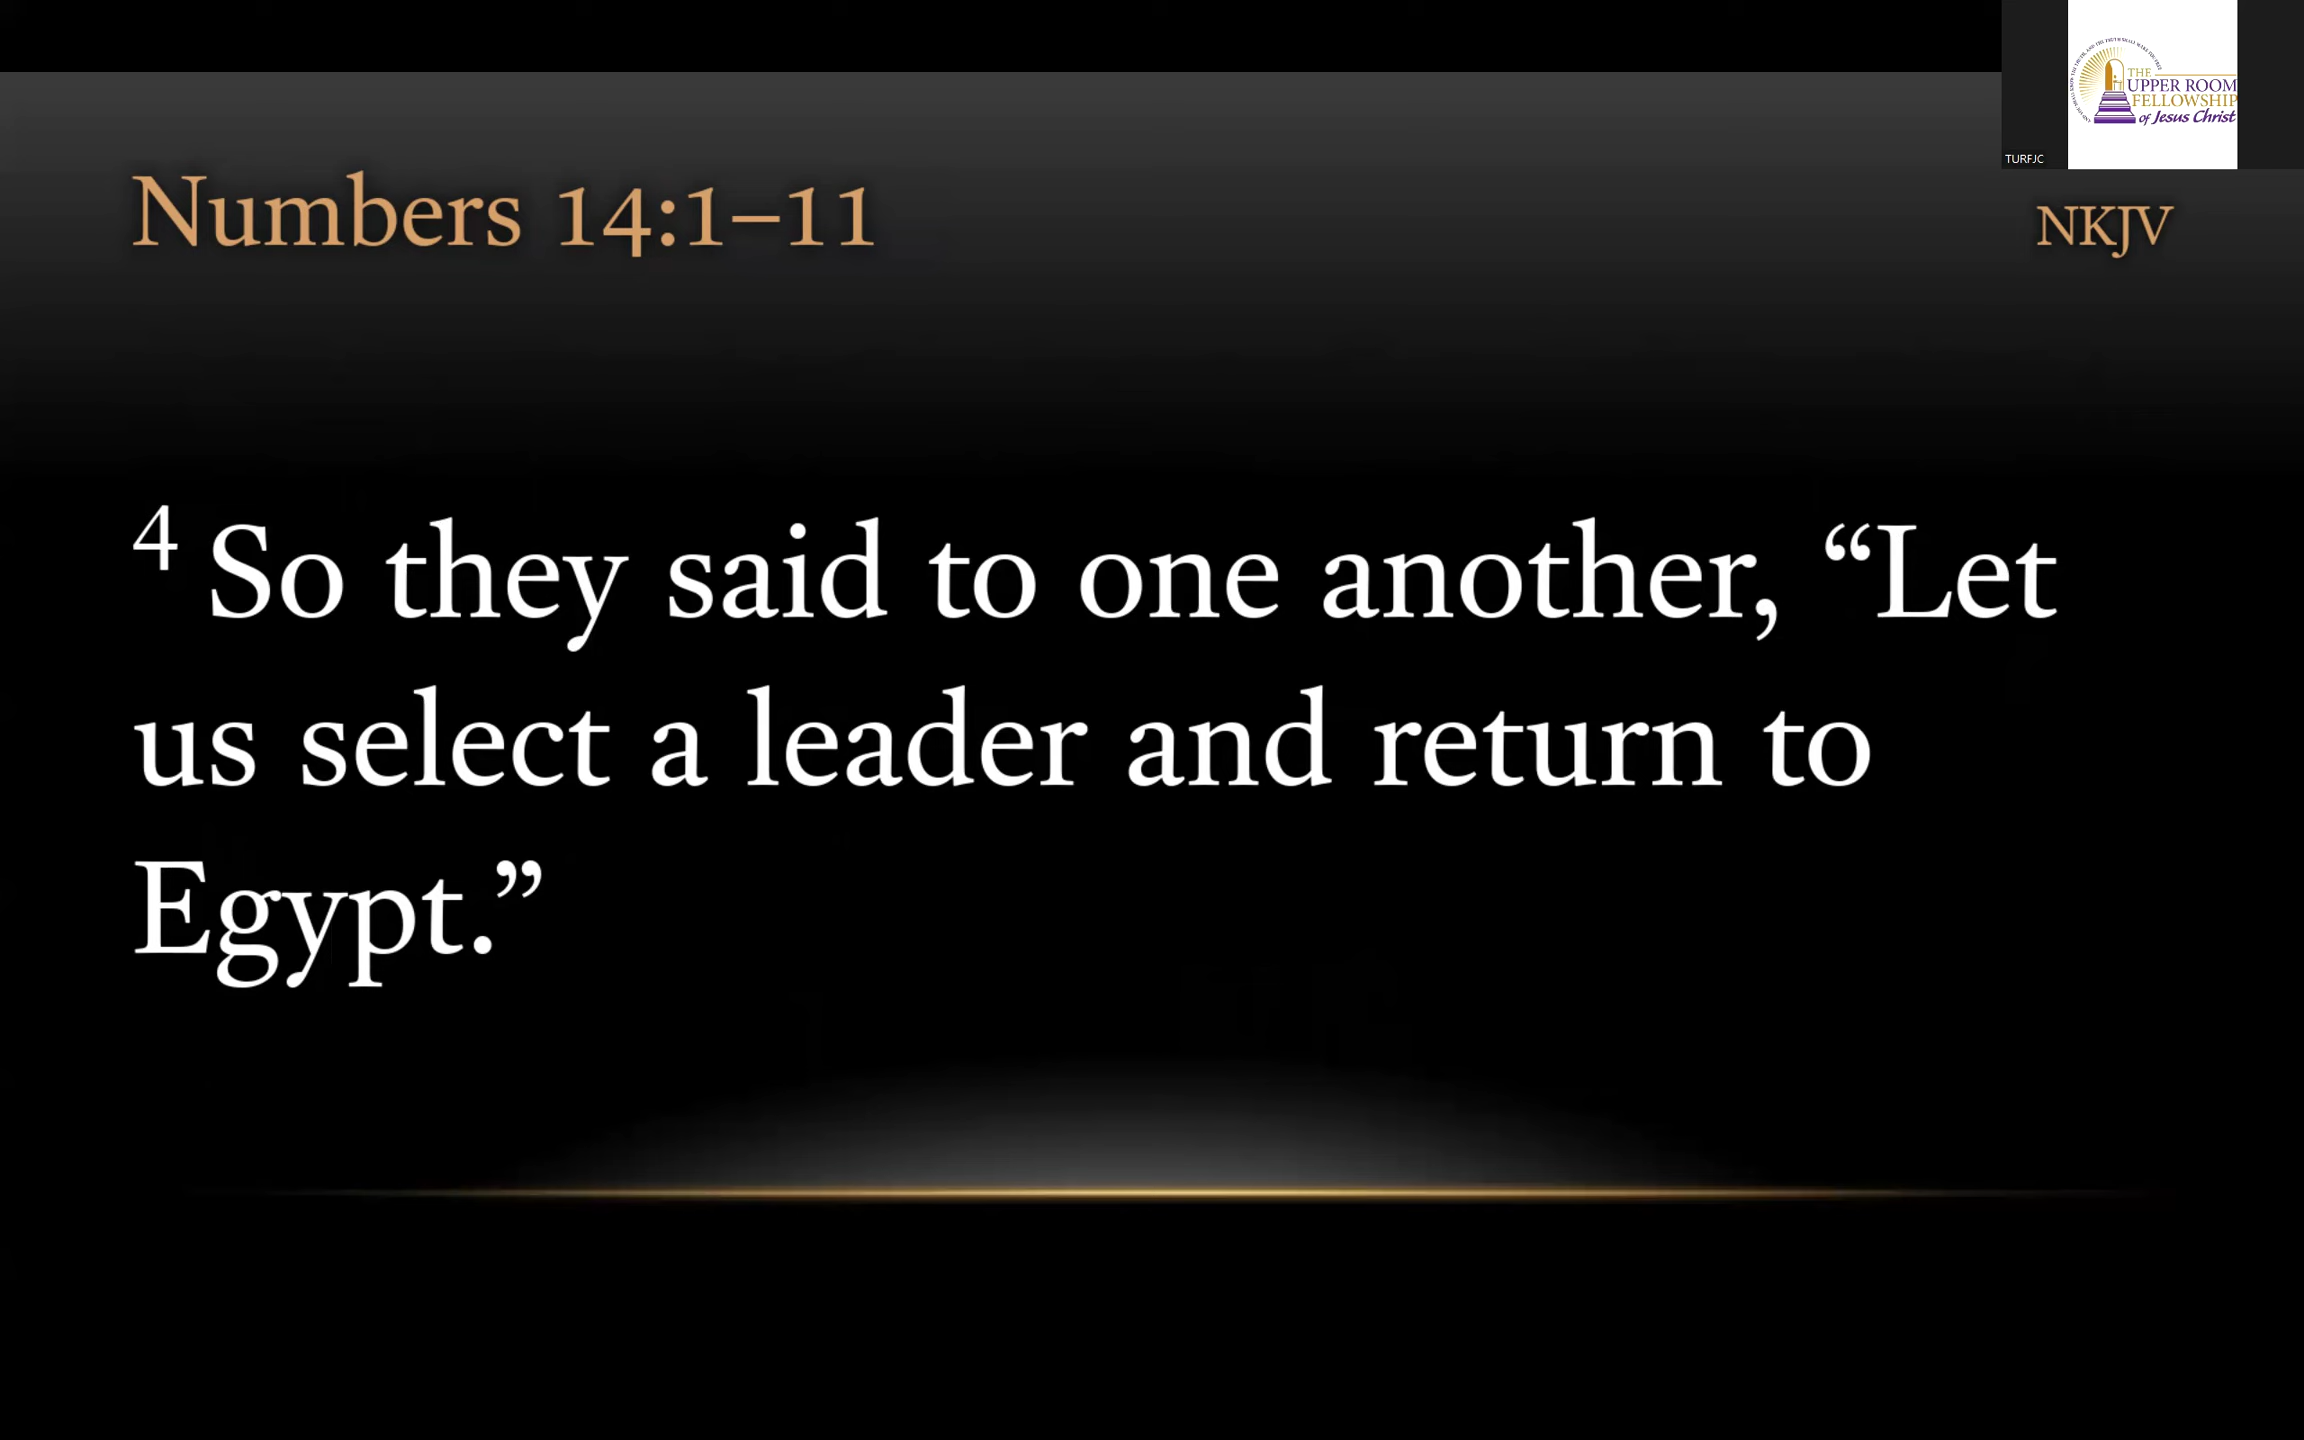 THE
UPPER ROOM
FELLOWSHIP
of Jesus Christ
TURFJC
Numbers 14:1–11
NKJV
4 So they said to one another, “Let
us select a leader and return to
Egypt.”